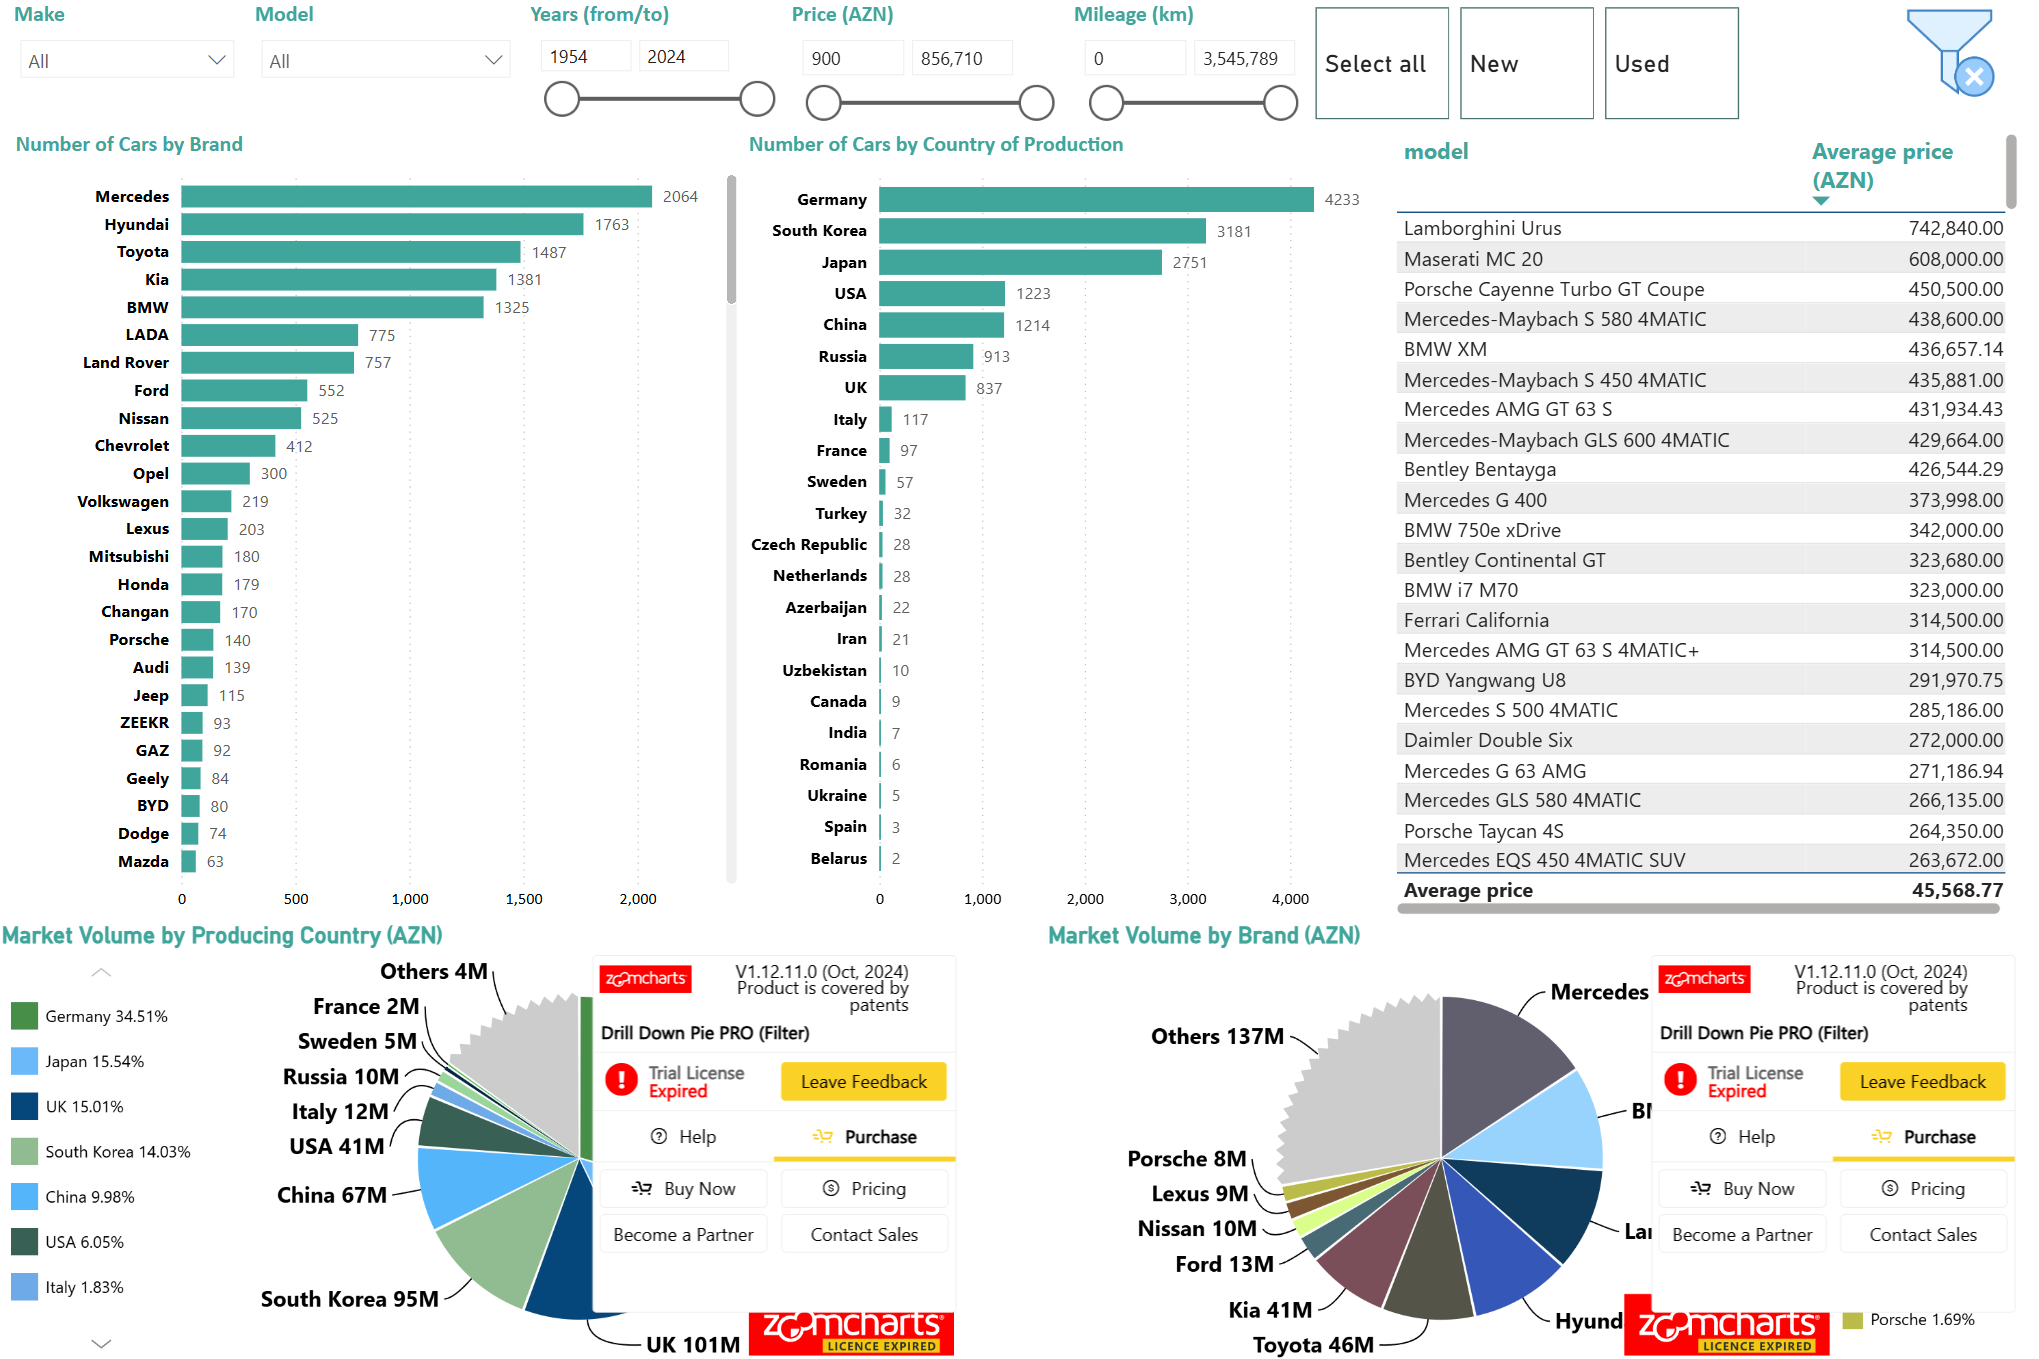 Make
Model
Years (from/to)
Price (AZN)
Mileage (km)
All
All
1954
2024
900
856,710
0
3,545,789
Select all
New
Used
Number of Cars by Brand
Mercedes 2064
Hyundai 1763
Toyota 1487
Kia 1381
BMW 1325
LADA 775
Land Rover 757
Ford 552
Nissan 525
Chevrolet 412
Opel 300
Volkswagen 219
Lexus 203
Mitsubishi 180
Honda 179
Changan 170
Porsche 140
Audi 139
Jeep 115
ZEEKR 93
GAZ 92
Geely 84
BYD 80
Dodge 74
Mazda 63
0 500 1,000 1,500 2,000
Number of Cars by Country of Production
Germany 4233
South Korea 3181
Japan 2751
USA 1223
China 1214
Russia 913
UK 837
Italy 117
France 97
Sweden 57
Turkey 32
Czech Republic 28
Netherlands 28
Azerbaijan 22
Iran 21
Uzbekistan 10
Canada 9
India 7
Romania 6
Ukraine 5
Spain 3
Belarus 2
0 1,000 2,000 3,000 4,000
model Average price
(AZN)
Lamborghini Urus 742,840.00
Maserati MC 20 608,000.00
Porsche Cayenne Turbo GT Coupe 450,500.00
Mercedes-Maybach S 580 4MATIC 438,600.00
BMW XM 436,657.14
Mercedes-Maybach S 450 4MATIC 435,881.00
Mercedes AMG GT 63 S 431,934.43
Mercedes-Maybach GLS 600 4MATIC 429,664.00
Bentley Bentayga 426,544.29
Mercedes G 400 373,998.00
BMW 750e xDrive 342,000.00
Bentley Continental GT 323,680.00
BMW i7 M70 323,000.00
Ferrari California 314,500.00
Mercedes AMG GT 63 S 4MATIC+ 314,500.00
BYD Yangwang U8 291,970.75
Mercedes S 500 4MATIC 285,186.00
Daimler Double Six 272,000.00
Mercedes G 63 AMG 271,186.94
Mercedes GLS 580 4MATIC 266,135.00
Porsche Taycan 4S 264,350.00
Mercedes EQS 450 4MATIC SUV 263,672.00
Average price 45,568.77
Market Volume by Producing Country (AZN)
Germany 34.51%
Japan 15.54%
UK 15.01%
South Korea 14.03%
China 9.98%
USA 6.05%
Italy 1.83%
Others 4M
France 2M
Sweden 5M
Russia 10M
Italy 12M
USA 41M
China 67M
South Korea 95M
UK 101M
zoomcharts
V1.12.11.0 (Oct, 2024)
Product is covered by
patents
Drill Down Pie PRO (Filter)
Trial License
Expired
Leave Feedback
Help
Purchase
Buy Now
Pricing
Become a Partner
Contact Sales
zoomcharts
LICENCE EXPIRED
Market Volume by Brand (AZN)
Others 137M
Porsche 8M
Lexus 9M
Nissan 10M
Ford 13M
Kia 41M
Toyota 46M
Mercedes
Lar
Hyund
zoomcharts
V1.12.11.0 (Oct, 2024)
Product is covered by
patents
Drill Down Pie PRO (Filter)
Trial License
Expired
Leave Feedback
Help
Purchase
Buy Now
Pricing
Become a Partner
Contact Sales
Porsche 1.69%
zoomcharts
LICENCE EXPIRED